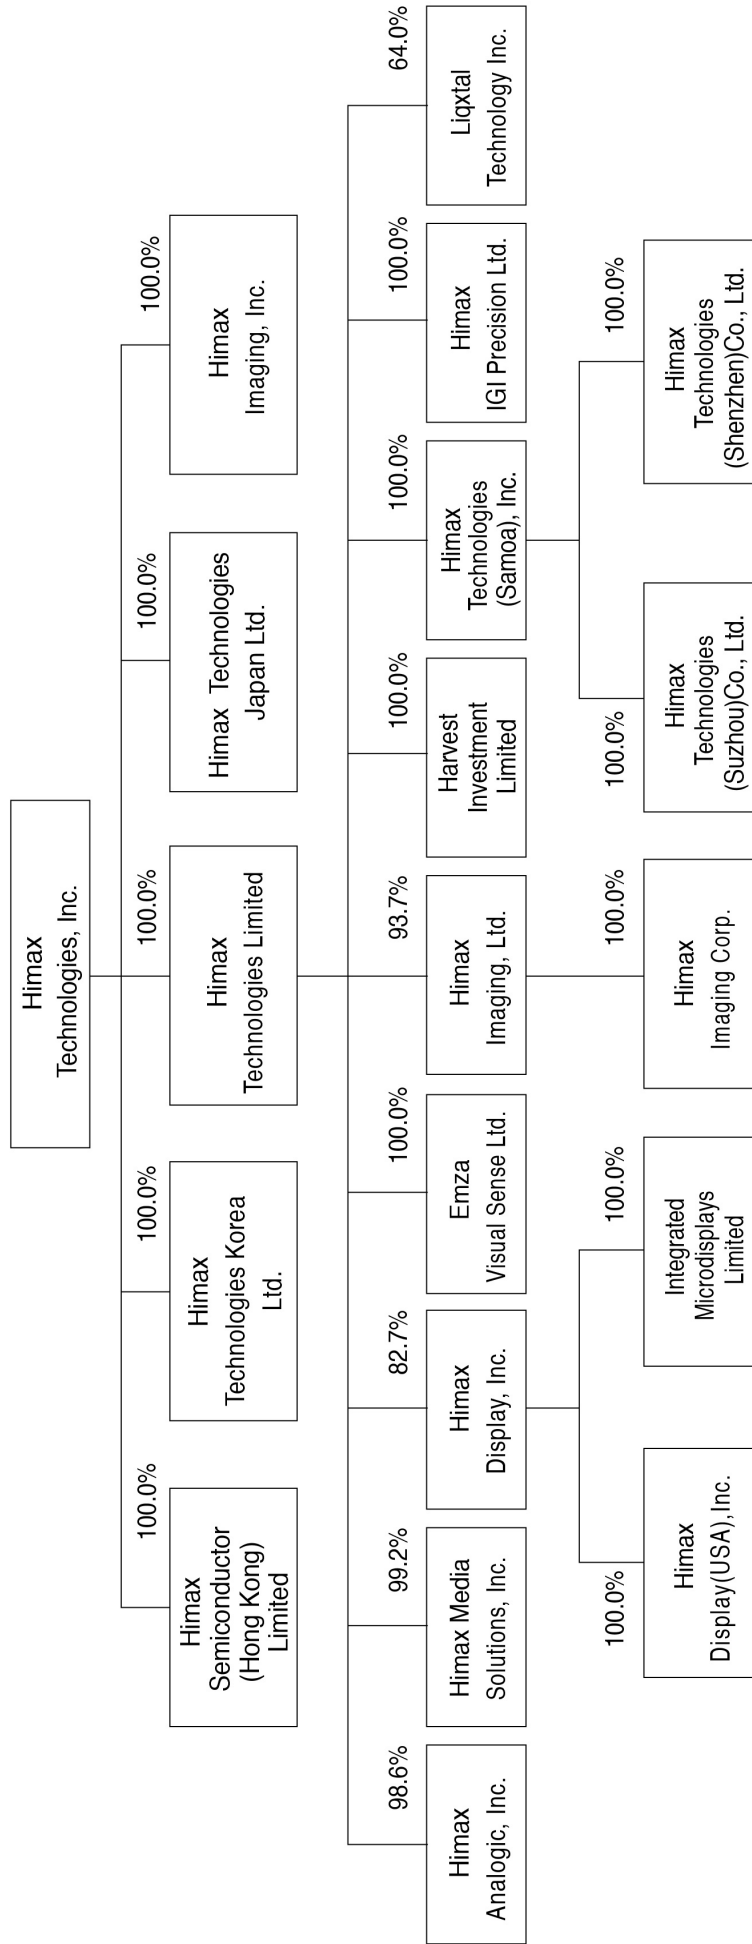 Himax
Technologies, Inc.
100.0%
Himax
Semiconductor
(Hong Kong)
Limited
100.0%
Himax
Technologies Korea
Ltd.
100.0%
Himax
Technologies Limited
100.0%
Himax Technologies
Japan Ltd.
100.0%
Himax
Imaging, Inc.
98.6%
Himax
Analogic, Inc.
99.2%
Himax Media
Solutions, Inc.
82.7%
Himax
Display, Inc.
100.0%
Emza
Visual Sense Ltd.
93.7%
Himax
Imaging, Ltd.
100.0%
Harvest
Investment
Limited
100.0%
Himax
Technologies
(Samoa), Inc.
100.0%
Himax
IGI Precision Ltd.
64.0%
Liqxtal
Technology Inc.
100.0%
Himax
Display(USA),Inc.
100.0%
Integrated
Microdisplays
Limited
100.0%
Himax
Imaging Corp.
100.0%
Himax
Technologies
(Suzhou)Co., Ltd.
100.0%
Himax
Technologies
(Shenzhen)Co., Ltd.